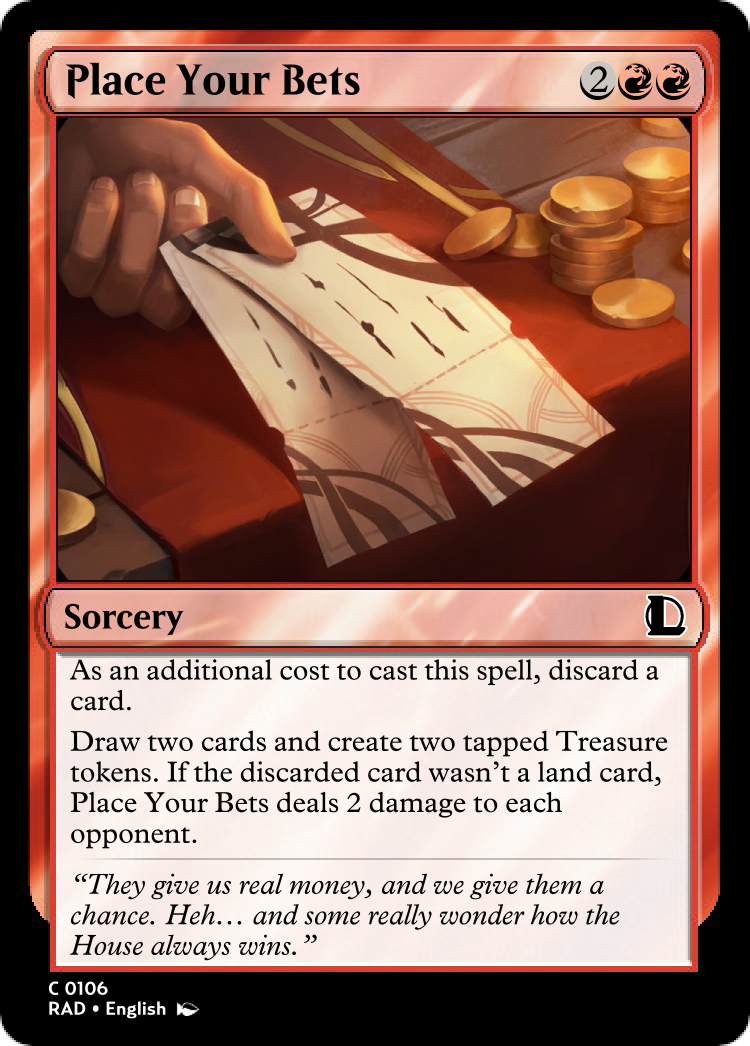 Place Your Bets 2
Sorcery
As an additional cost to cast this spell, discard a
card.
Draw two cards and create two tapped Treasure
tokens. If the discarded card wasn’t a land card,
Place Your Bets deals 2 damage to each
opponent.
“They give us real money, and we give them a
chance. Heh… and some really wonder how the
House always wins.”
C 0106
RAD • English